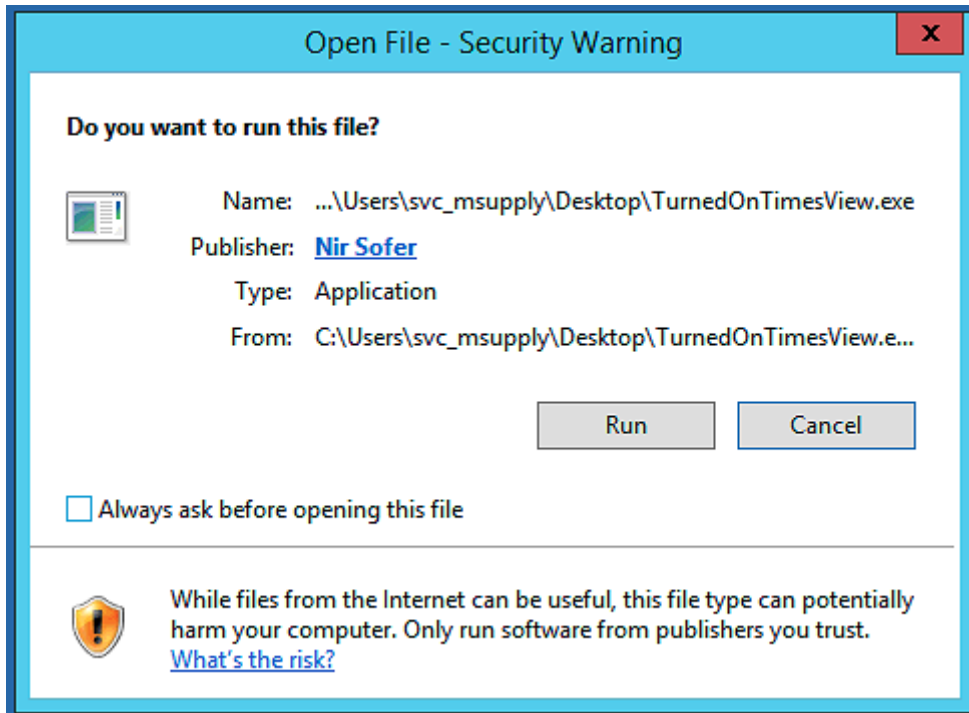 Open File - Security Warning
x
Do you want to run this file?
Name: ...\Users\svc_msupply\Desktop\TurnedOnTimesView.exe
Publisher: Nir Sofer
Type: Application
From: C:\Users\svc_msupply\Desktop\TurnedOnTimesView.e...
Run Cancel
Always ask before opening this file
While files from the Internet can be useful, this file type can potentially
harm your computer. Only run software from publishers you trust.
What's the risk?